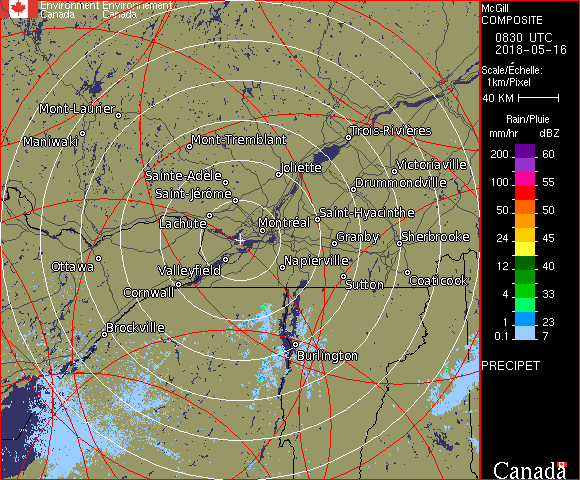 Environment Environnement
Canada Canada
McGill
COMPOSITE
0830 UTC
2018-05-16
Scale/Échelle:
1km/Pixel
40 KM
Rain/Pluie
mm/hr dBZ
200 60
100 55
50 50
24 45
12 40
4 33
1 23
0.1 7
PRECIPET
Canada
Mont-Laurier
Maniwaki
Mont-Tremblant
Trois-Rivières
Sainte-Adèle
Joliette
Victoriaville
Saint-Jérôme
Drummondville
Lachute
Montréal
Saint-Hyacinthe
Granby
Sherbrooke
Ottawa
Valleyfield
Napierville
Cornwall
Sutton
Coaticook
Brockville
Burlington